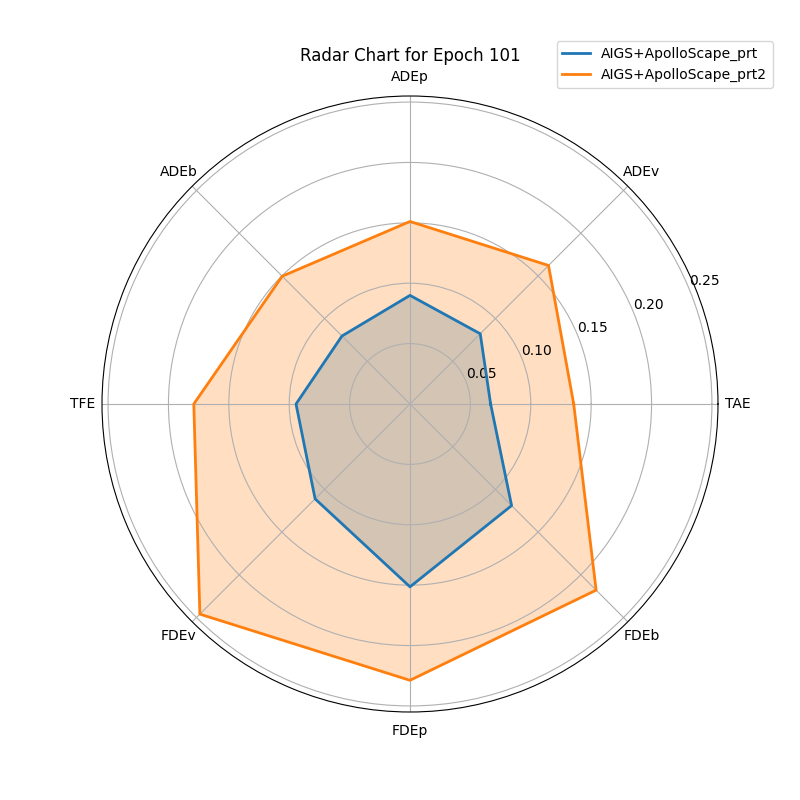 Radar Chart for Epoch 101
AIGS+ApolloScape_prt
AIGS+ApolloScape_prt2
ADEp
ADEb
ADEv
0.25
0.20
0.15
0.10
0.05
TFE
TAE
FDEv
FDEb
FDEp